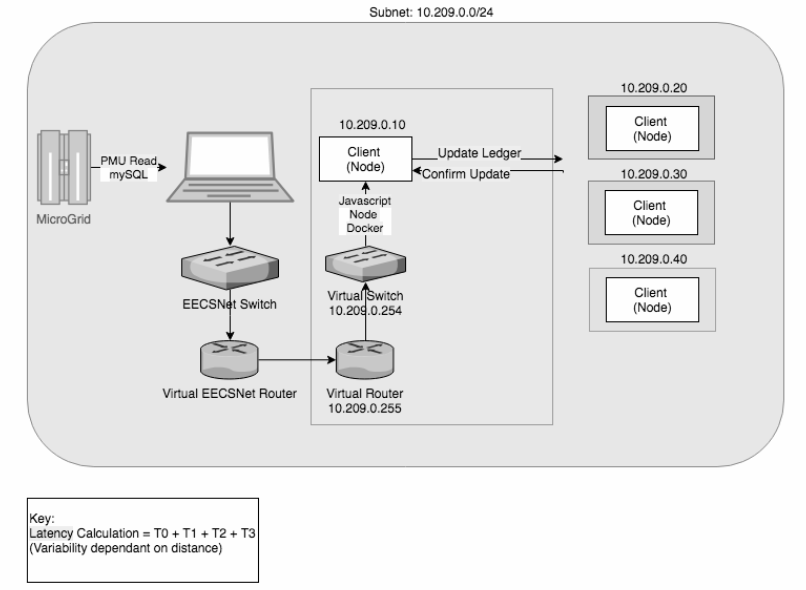 Subnet: 10.209.0.0/24
10.209.0.20
Client
(Node)
10.209.0.10
Client
(Node)
Update Ledger
Confirm Update
PMU Read
mySQL
MicroGrid
10.209.0.30
Client
(Node)
Javascript
Node
Docker
10.209.0.40
Client
(Node)
EECSNet Switch
Virtual Switch
10.209.0.254
Virtual EECSNet Router
Virtual Router
10.209.0.255
Key:
Latency Calculation = T0 + T1 + T2 + T3
(Variability dependant on distance)